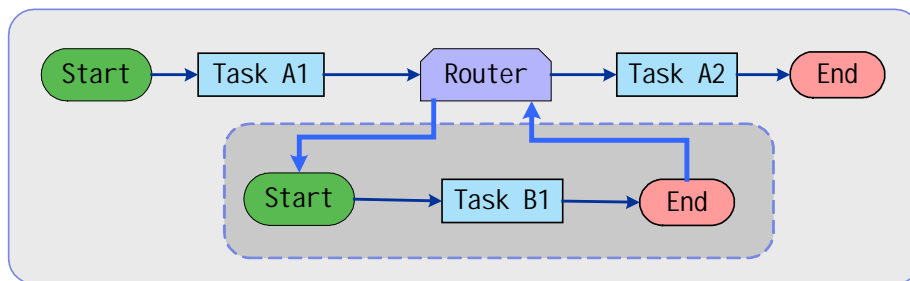 Start
Task A1
Router
Task A2
End
Start
Task B1
End